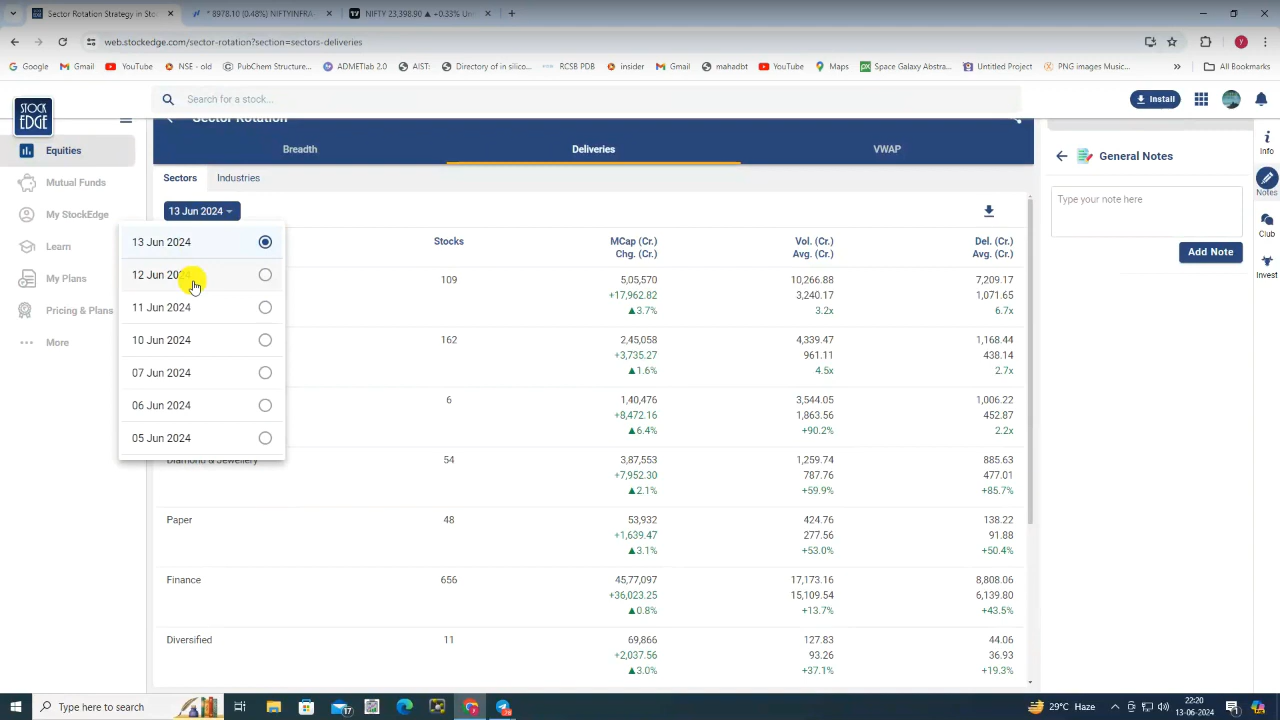 Sector Rotation Strateg
* 8978.10 (0.48%) NIFTYINFRA
NIFTY 23,398.90 ▲ +0.33% Un
web.stockedge.com/sector-rotation?section=sectors-deliveries
Google
Gmail
YouTube
NSE - old
PubChem Structure...
ADMETlab 2.0
AIST:
Directory of in silico...
RCSB PDB
insider
Gmail
mahadbt
YouTube
Maps
Space Galaxy Abstra...
Untitled Project
PNG images Music...
»
All Bookmarks
STOCK
EDGE
Search for a stock...
Install
Equities
Mutual Funds
My StockEdge
Learn
My Plans
Pricing & Plans
More
Sector Rotation
Breadth
Deliveries
VWAP
Sectors
Industries
13 Jun 2024
13 Jun 2024
12 Jun
11 Jun 2024
10 Jun 2024
07 Jun 2024
06 Jun 2024
05 Jun 2024
Stocks
MCap (Cr.)
Chg. (Cr.)
Vol. (Cr.)
Avg. (Cr.)
Del. (Cr.)
Avg. (Cr.)
109
5,05,570
10,266.88
7,209.17
+17,962.82
3,240.17
1,071.65
▲3.7%
3.2x
6.7x
162
2,45,058
4,339.47
1,168.44
+3,735.27
961.11
438.14
▲1.6%
4.5x
2.7x
6
1,40,476
3,544.05
1,006.22
+8,472.16
1,863.56
452.87
▲6.4%
+90.2%
2.2x
Diamond & Jewellery
54
3,87,553
1,259.74
885.63
+7,952.30
787.76
477.01
▲2.1%
+59.9%
+85.7%
Paper
48
53,932
424.76
138.22
+1,639.47
277.56
91.88
▲3.1%
+53.0%
+50.4%
Finance
656
45,77,097
17,173.16
8,808.06
+36,023.25
15,109.54
6,139.80
▲0.8%
+13.7%
+43.5%
Diversified
11
69,866
127.83
44.06
+2,037.56
93.26
36.93
▲3.0%
+37.1%
+19.3%
General Notes
Type your note here
Add Note
Info
Notes
Club
Invest
Type here to search
17
29°C Haze
22:20
13-06-2024